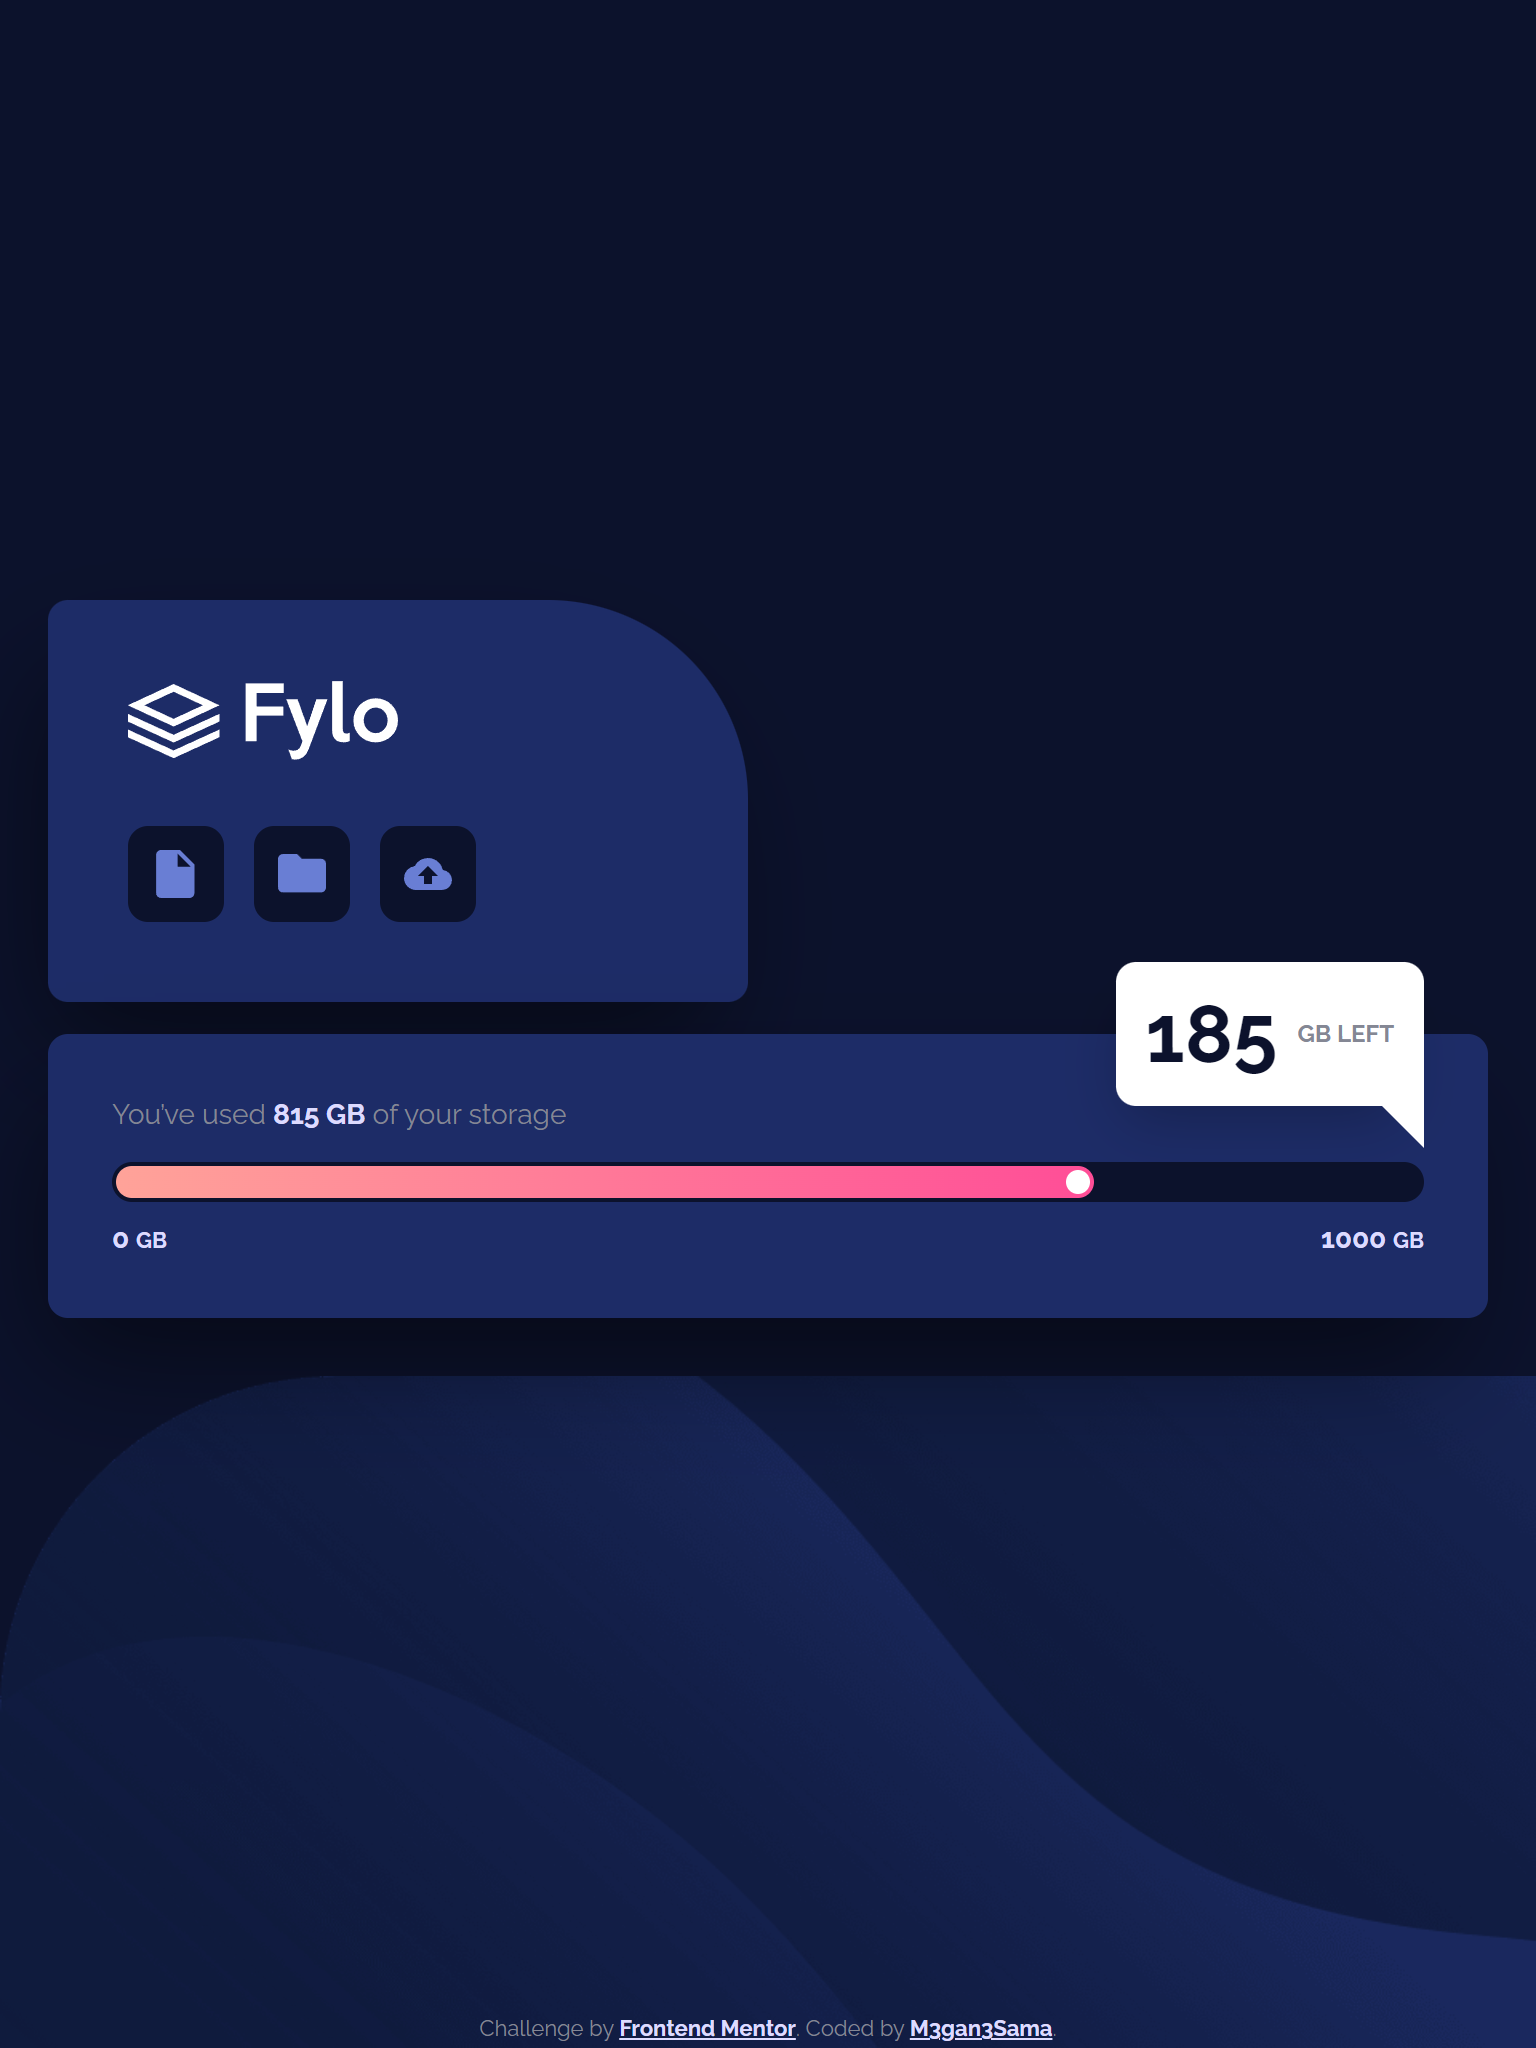 Fylo
185 GB LEFT
You’ve used 815 GB of your storage
0 GB 1000 GB
Challenge by Frontend Mentor. Coded by M3gan3Sama.